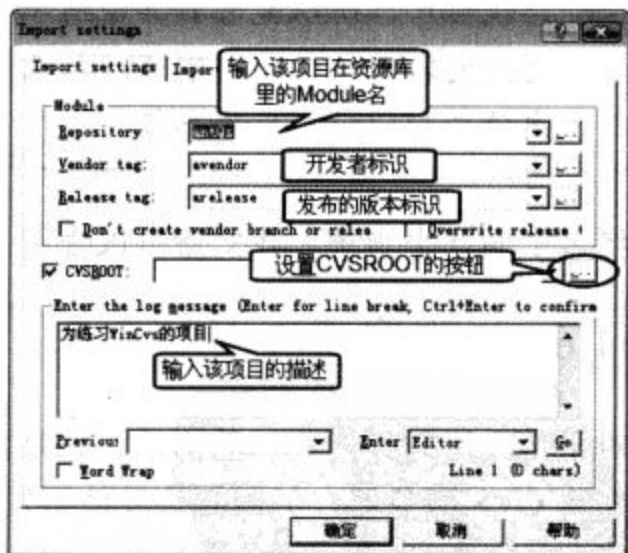 Import settings
Import settings
输入该项目在资源库
里的Module名
Module
Repository
Vendor tag:
avendor
开发者标识
Release tag:
arelease
发布的版本标识
Don't create vendor branch or relea
Overwrite release
CVSROOT:
设置CVSROOT的按钮
Enter the log message (Enter for line break, Ctrl+Enter to confirm
为练习WinCvs的项目
输入该项目的描述
Previous
Enter
Editor
Go
Word Wrap
Line 1 (0 chars)
确定
取消
帮助